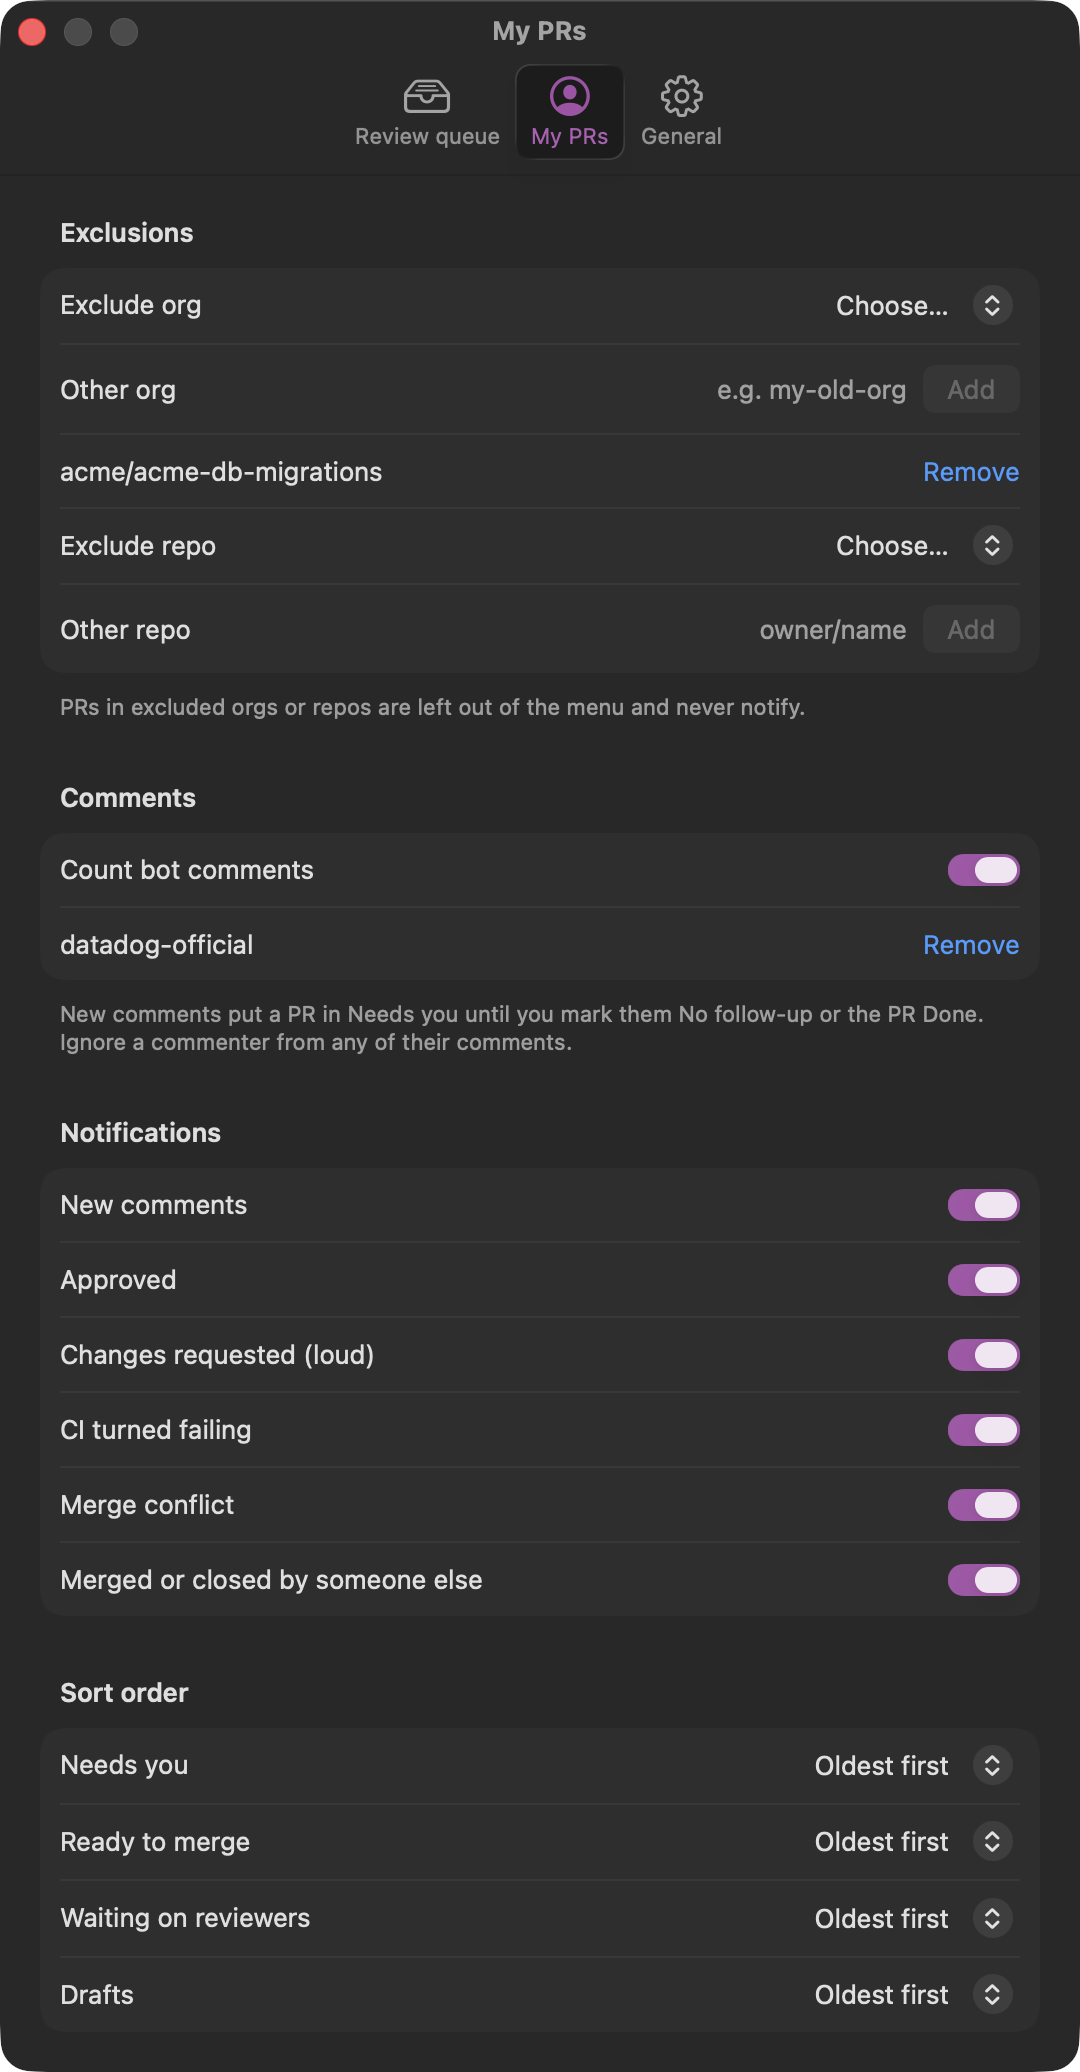 My PRs
Review queue
My PRs
General
Exclusions
Exclude org
Choose...
Other org
e.g. my-old-org
Add
acme/acme-db-migrations
Remove
Exclude repo
Choose...
Other repo
owner/name
Add
PRs in excluded orgs or repos are left out of the menu and never notify.
Comments
Count bot comments
datadog-official
Remove
New comments put a PR in Needs you until you mark them No follow-up or the PR Done.
Ignore a commenter from any of their comments.
Notifications
New comments
Approved
Changes requested (loud)
CI turned failing
Merge conflict
Merged or closed by someone else
Sort order
Needs you
Oldest first
Ready to merge
Oldest first
Waiting on reviewers
Oldest first
Drafts
Oldest first